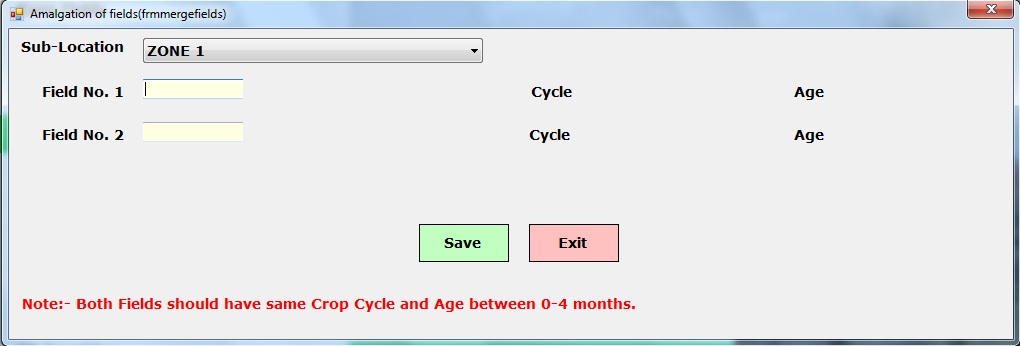 Amalgation of fields(frmmergefields)
Sub-Location ZONE 1
Field No. 1 Cycle Age
Field No. 2 Cycle Age
Save Exit
Note:- Both Fields should have same Crop Cycle and Age between 0-4 months.